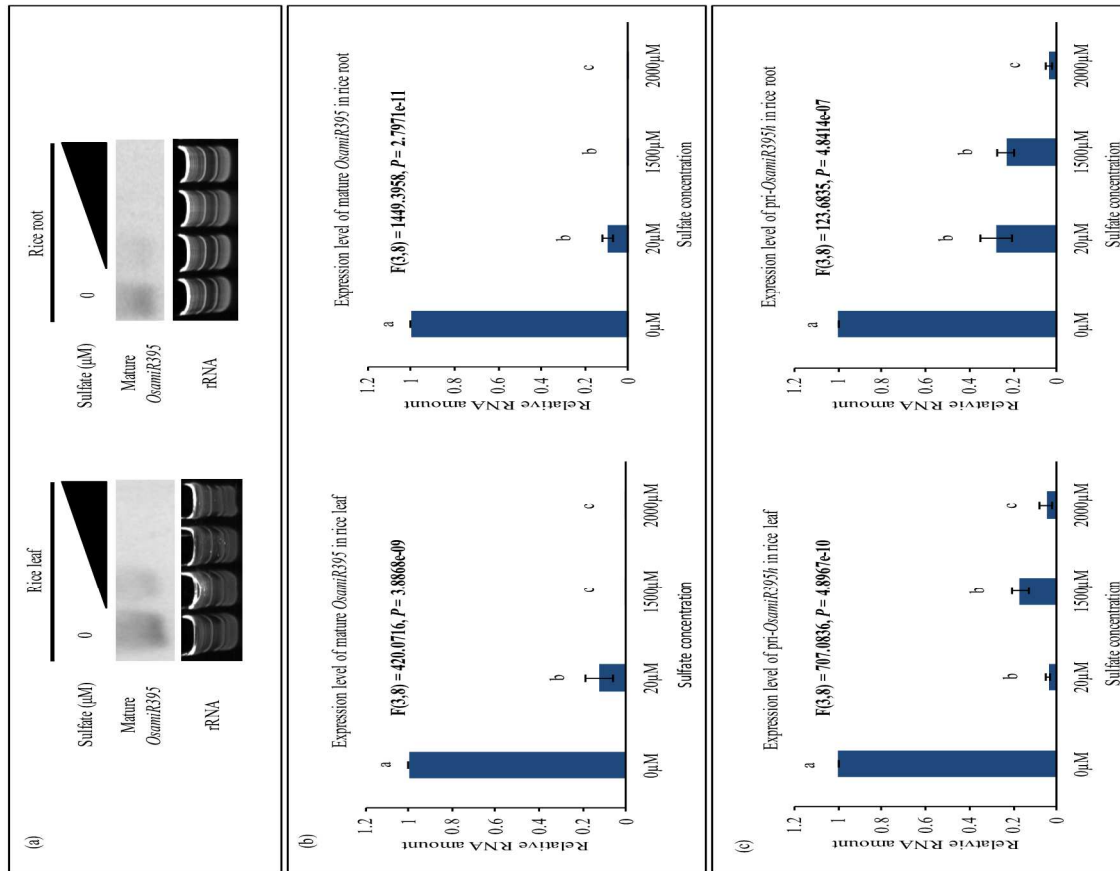 (a)
Rice leaf
Rice root
Sulfate (µM)
0
Sulfate (µM)
0
Mature
OsamiR395
Mature
OsamiR395
rRNA
rRNA
(b)
Expression level of mature OsamiR395 in rice leaf
F(3,8) = 420.0716, P = 3.8868e-09
Relative RNA amount
1.2
1
0.8
0.6
0.4
0.2
0
a
b
c
c
0µM
20µM
1500µM
2000µM
Sulfate concentration
Expression level of mature OsamiR395 in rice root
F(3,8) = 1449.3958, P = 2.7971e-11
Relative RNA amount
1.2
1
0.8
0.6
0.4
0.2
0
a
b
b
c
0µM
20µM
1500µM
2000µM
Sulfate concentration
(c)
Expression level of pri-OsamiR395h in rice leaf
F(3,8) = 707.0836, P = 4.8967e-10
Relative RNA amount
1.2
1
0.8
0.6
0.4
0.2
0
a
b
b
c
0µM
20µM
1500µM
2000µM
Sulfate concentration
Expression level of pri-OsamiR395h in rice root
F(3,8) = 123.6835, P = 4.8414e-07
Relatvie RNA amount
1.2
1
0.8
0.6
0.4
0.2
0
a
b
b
c
0µM
20µM
1500µM
2000µM
Sulfate concentration